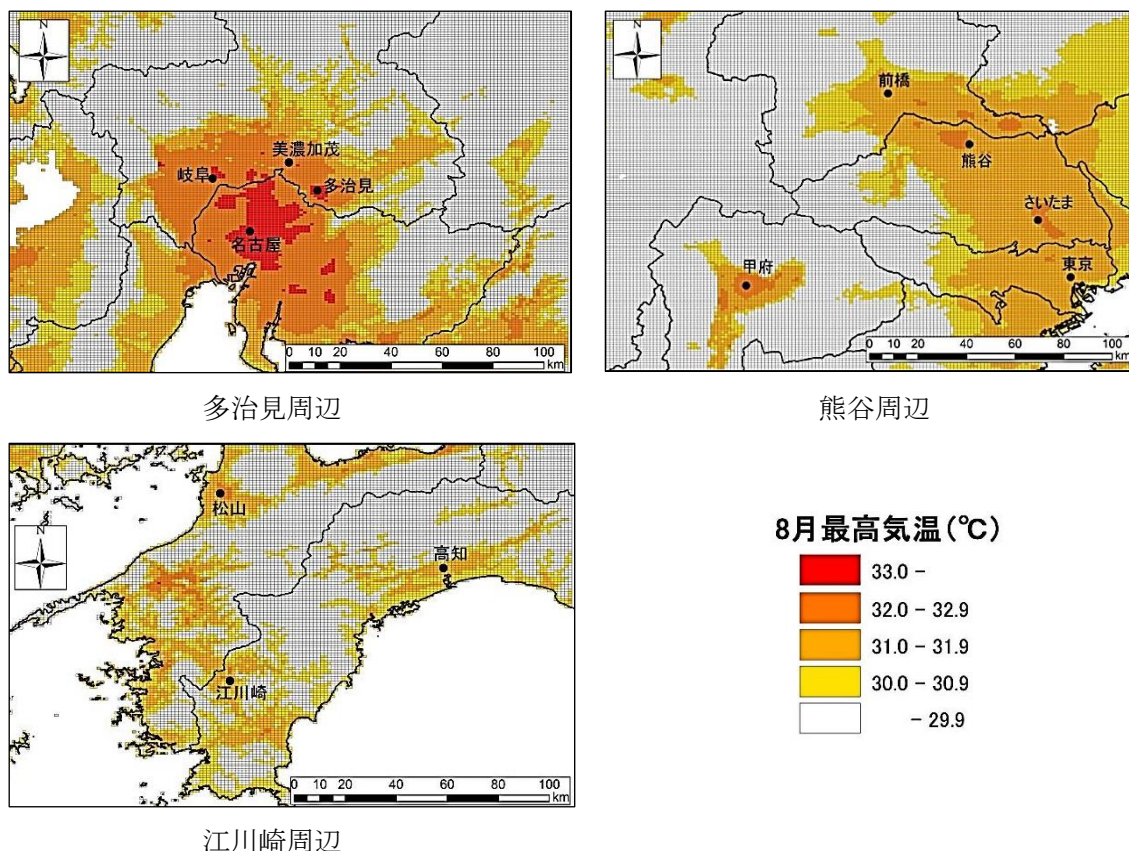 N
岐阜
美濃加茂
多治見
名古屋
0 10 20 40 60 80 100
km
多治見周辺
N
前橋
熊谷
さいたま
甲府
東京
0 10 20 40 60 80 100
km
熊谷周辺
N
松山
高知
江川崎
0 10 20 40 60 80 100
km
江川崎周辺
8月最高気温(℃)
33.0 -
32.0 - 32.9
31.0 - 31.9
30.0 - 30.9
- 29.9